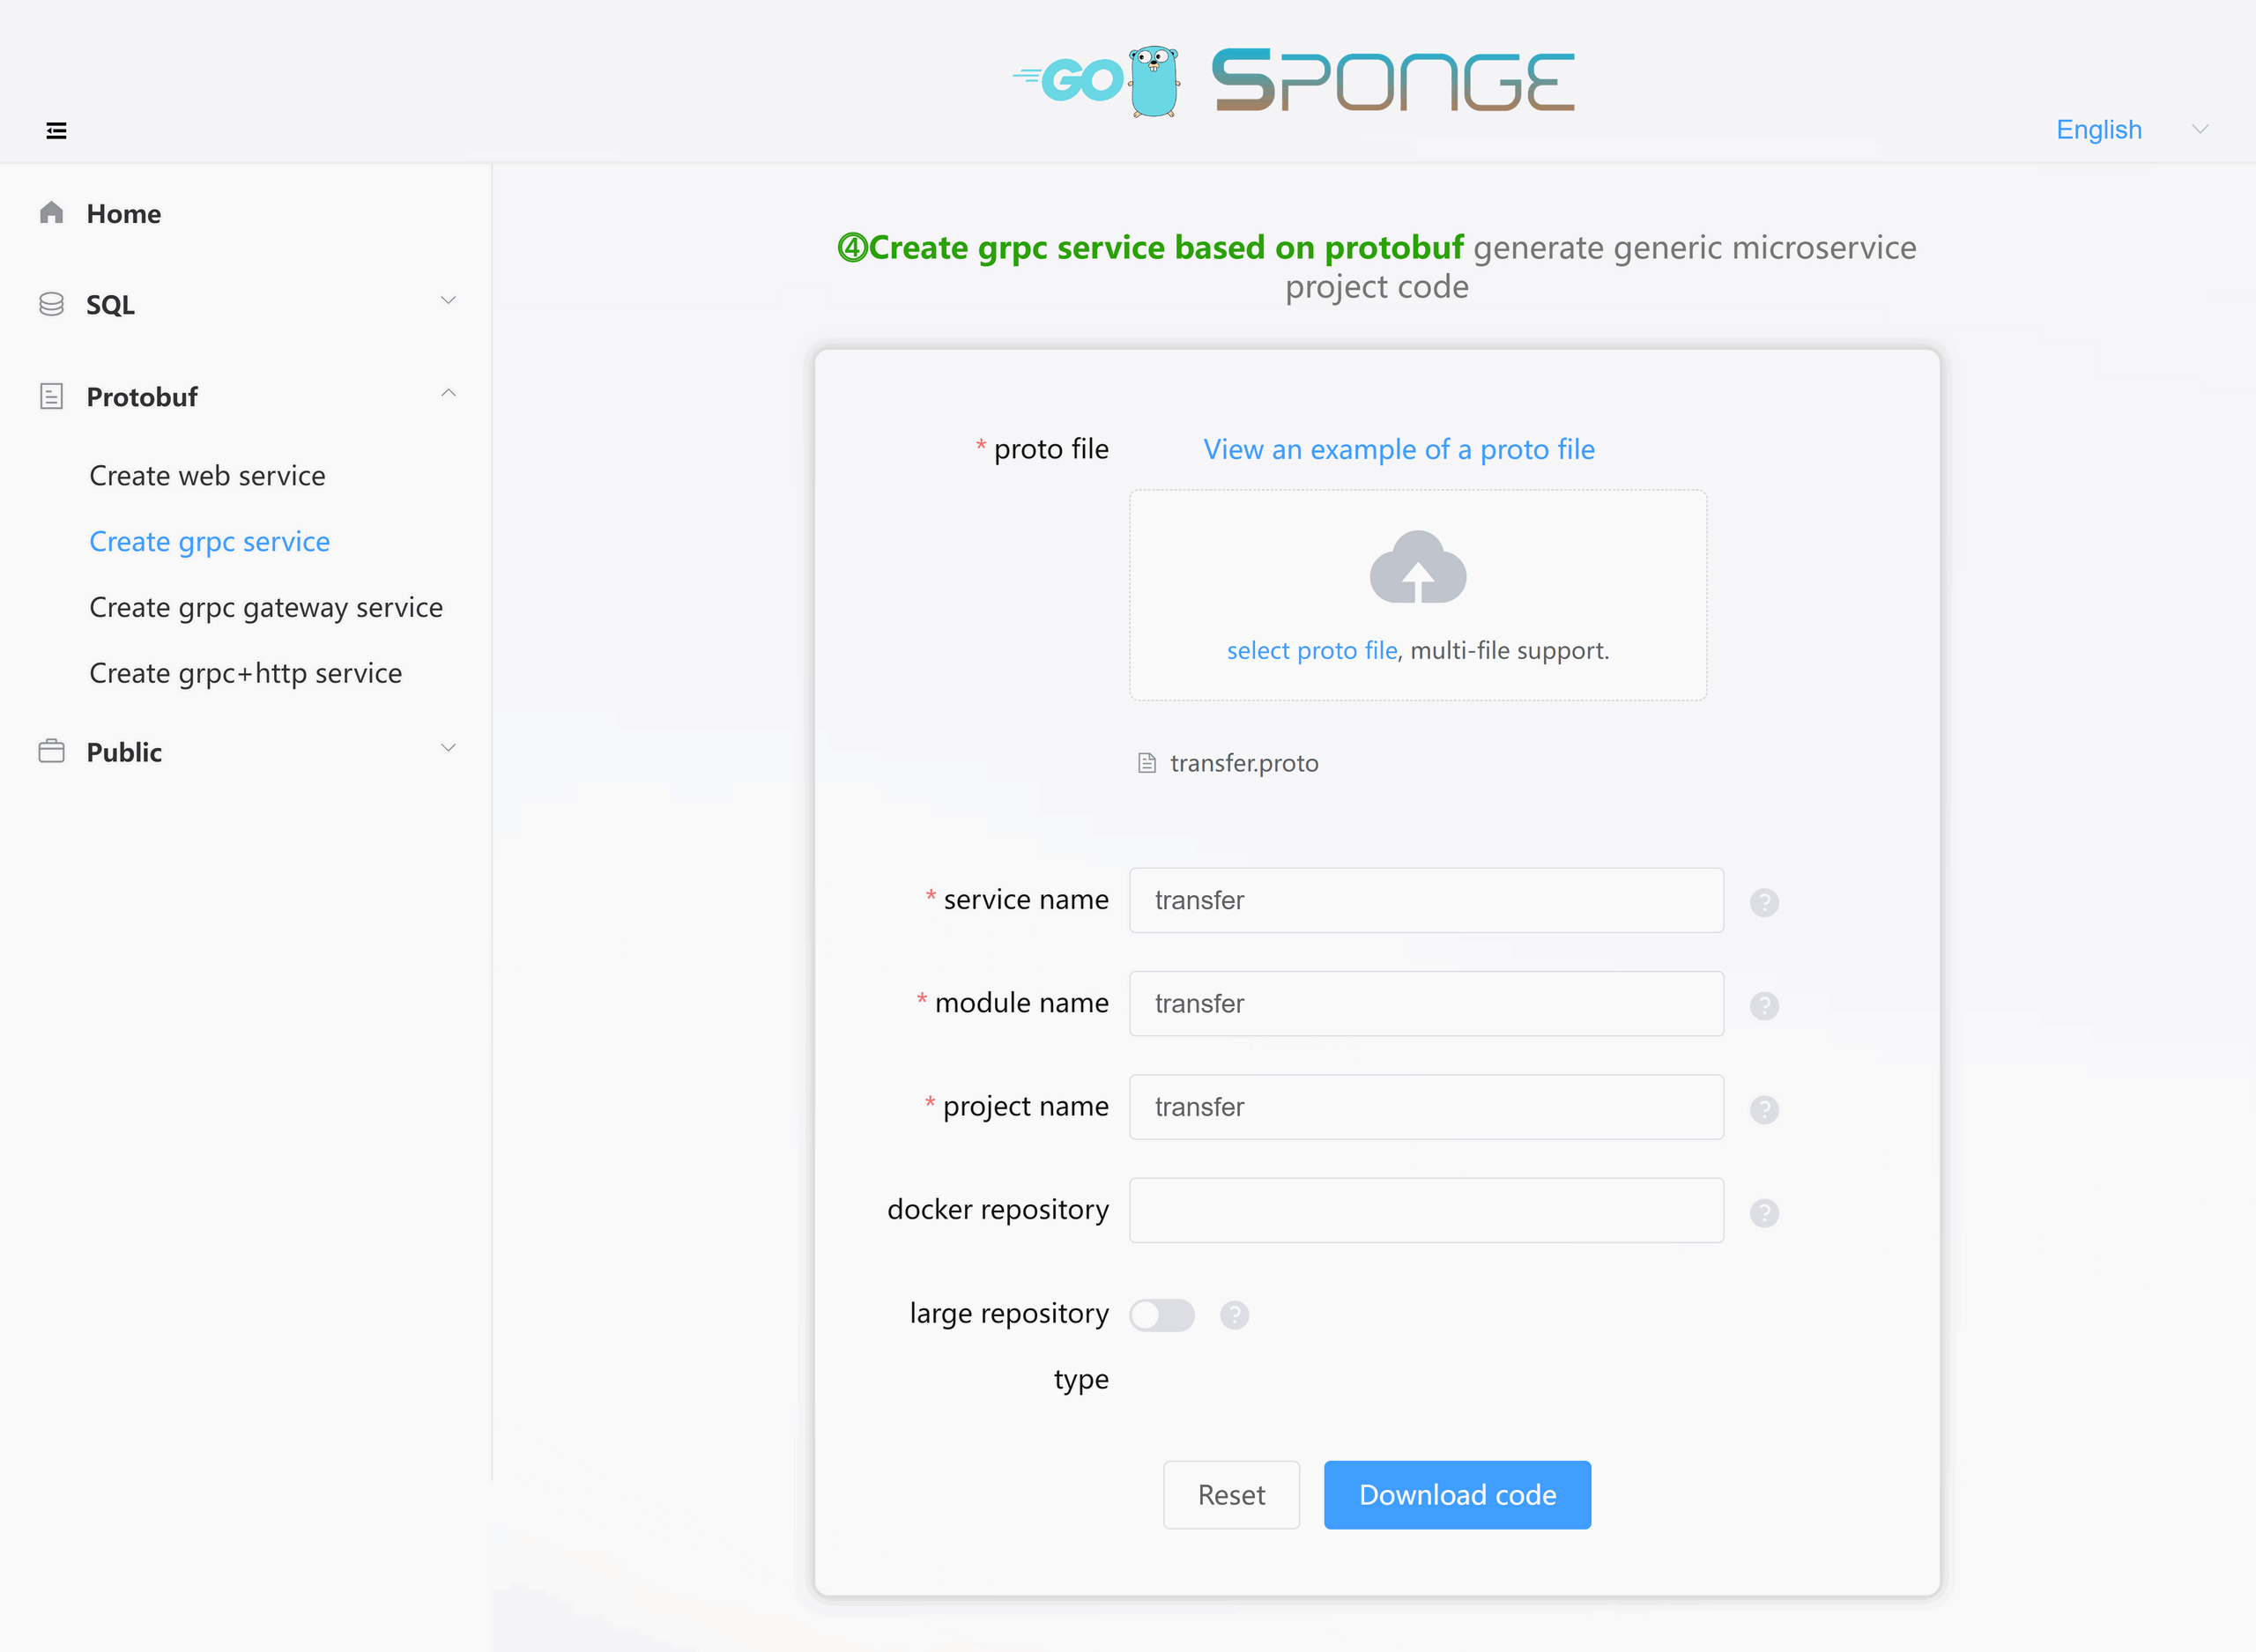 GO SPONGE
English
Home
SQL
Protobuf
Create web service
Create grpc service
Create grpc gateway service
Create grpc+http service
Public
④Create grpc service based on protobuf generate generic microservice
project code
* proto file
View an example of a proto file
select proto file, multi-file support.
transfer.proto
* service name
transfer
?
* module name
transfer
?
* project name
transfer
?
docker repository
?
large repository
?
type
Reset
Download code